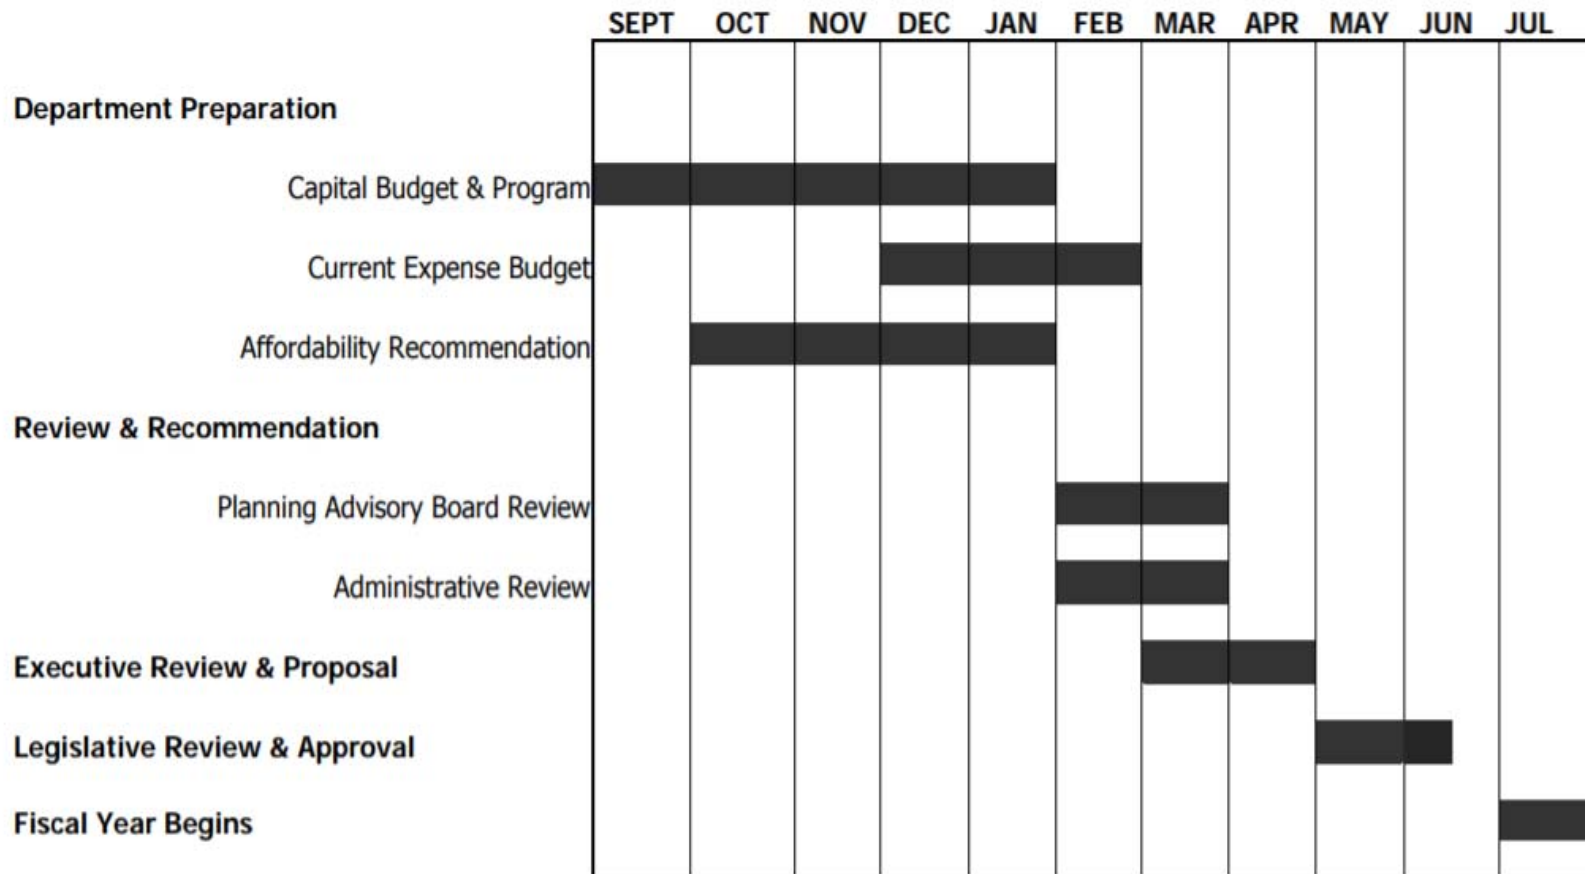 SEPT OCT NOV DEC JAN FEB MAR APR MAY JUN JUL
Department Preparation
Capital Budget & Program
Current Expense Budget
Affordability Recommendation
Review & Recommendation
Planning Advisory Board Review
Administrative Review
Executive Review & Proposal
Legislative Review & Approval
Fiscal Year Begins